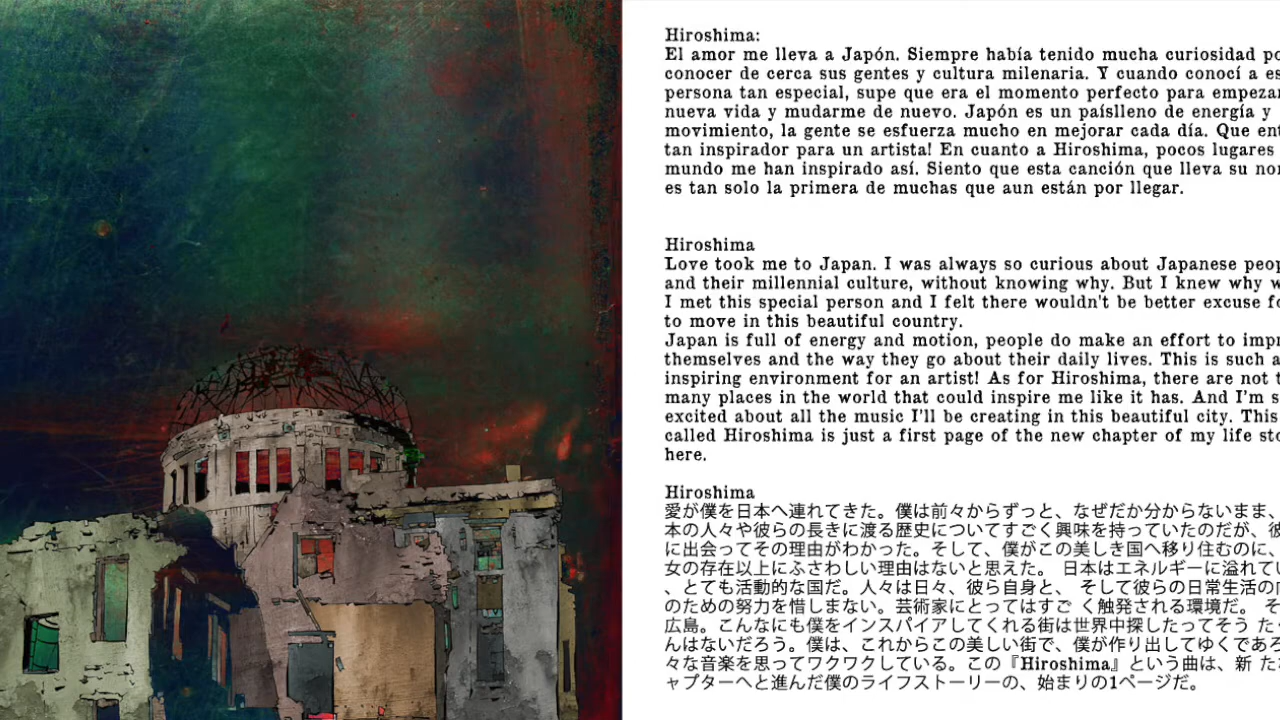 Hiroshima:
El amor me lleva a Japón. Siempre había tenido mucha curiosidad
conocer de cerca sus gentes y cultura milenaria. Y cuando conocí a
persona tan especial, supe que era el momento perfecto para
nueva vida y mudarme de nuevo. Japón es un paíslleno de energía y
movimiento, la gente se esfuerza mucho en mejorar cada día. Que
tan inspirador para un artista! En cuanto a Hiroshima, pocos lugares
mundo me han inspirado así. Siento que esta canción que lleva su
es tan solo la primera de muchas que aun están por llegar.
Hiroshima
Love took me to Japan. I was always so curious about Japanese
and their millennial culture, without knowing why. But I knew why
I met this special person and I felt there wouldn't be better excuse
to move in this beautiful country.
Japan is full of energy and motion, people do make an effort to
themselves and the way they go about their daily lives. This is such
inspiring environment for an artist! As for Hiroshima, there are not
many places in the world that could inspire me like it has. And I'm
excited about all the music I'll be creating in this beautiful city. This
called Hiroshima is just a first page of the new chapter of my life
here.
Hiroshima
愛が僕を日本へ連れてきた。僕は前々からずっと、なぜだか分からないまま、
本の人々や彼らの長きに渡る歴史についてすごく興味を持っていたのだが、
に出会ってその理由がわかった。そして、僕がこの美しき国へ移り住むのに、
女の存在以上にふさわしい理由はないと思えた。 日本はエネルギーに溢れてい
、とても活動的な国だ。人々は日々、彼ら自身と、 そして彼らの日常生活の
のための努力を惜しまない。芸術家にとってはすご く触発される環境だ。 そ
広島。こんなにも僕をインスパイアしてくれる街は世界中探したってそう た
んはないだろう。僕は、これからこの美しい街で、僕が作り出してゆくであろ
々な音楽を思ってワクワクしている。この『Hiroshima』という曲は、新 た
ャプターへと進んだ僕のライフストーリーの、始まりの1ページだ。